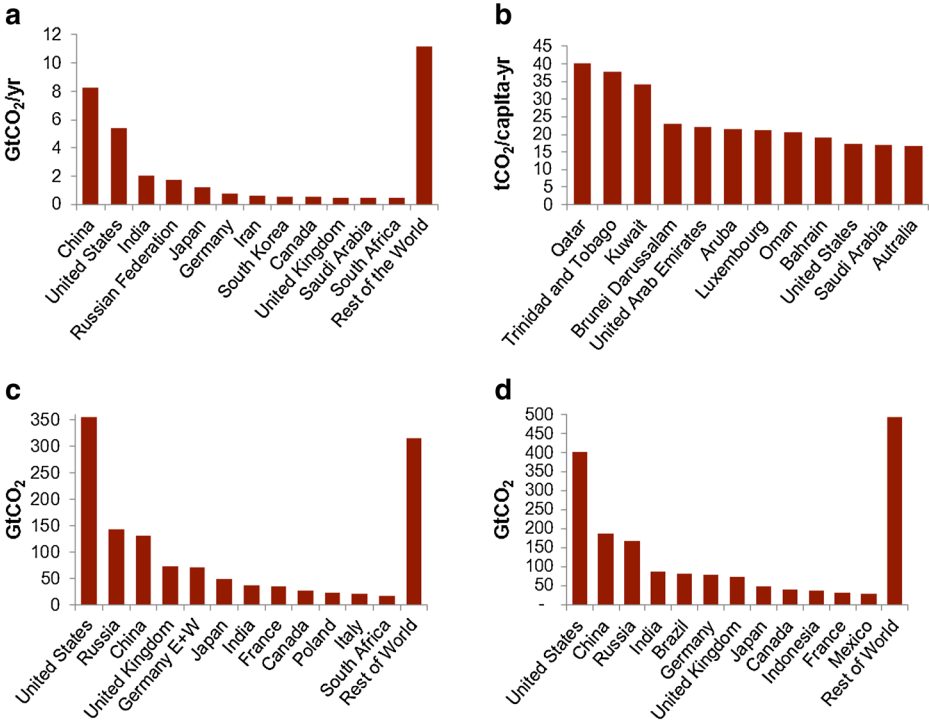 a
GtCO2/yr
12
10
8
6
4
2
0
China
United States
India
Russian Federation
Japan
Germany
Iran
South Korea
Canada
United Kingdom
Saudi Arabia
South Africa
Rest of the World
b
tCO2/capIta-yr
45
40
35
30
25
20
15
10
5
0
Qatar
Trinidad and Tobago
Kuwait
Brunei Darussalam
United Arab Emirates
Aruba
Luxembourg
Oman
Bahrain
United States
Saudi Arabia
Autralia
c
GtCO2
350
300
250
200
150
100
50
0
United States
Russia
China
United Kingdom
Germany E+W
Japan
India
France
Canada
Poland
Italy
South Africa
Rest of World
d
GtCO2
500
450
400
350
300
250
200
150
100
50
-
United States
China
Russia
India
Brazil
Germany
United Kingdom
Japan
Canada
Indonesia
France
Mexico
Rest of World